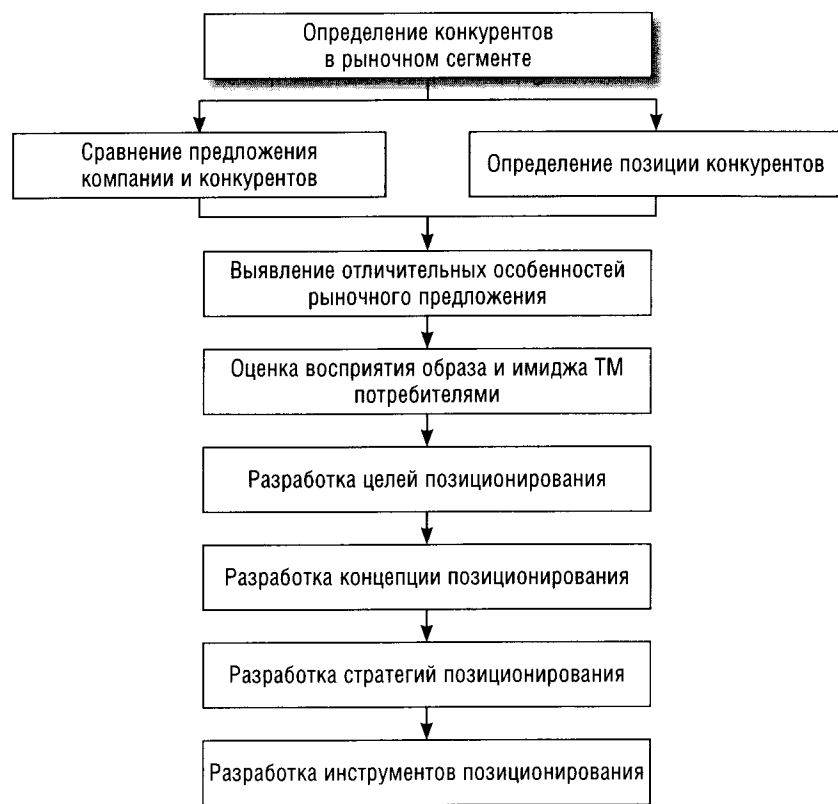 Определение конкурентов
в рыночном сегменте
Сравнение предложения
компании и конкурентов
Определение позиции конкурентов
Выявление отличительных особенностей
рыночного предложения
Оценка восприятия образа и имиджа ТМ
потребителями
Разработка целей позиционирования
Разработка концепции позиционирования
Разработка стратегий позиционирования
Разработка инструментов позиционирования